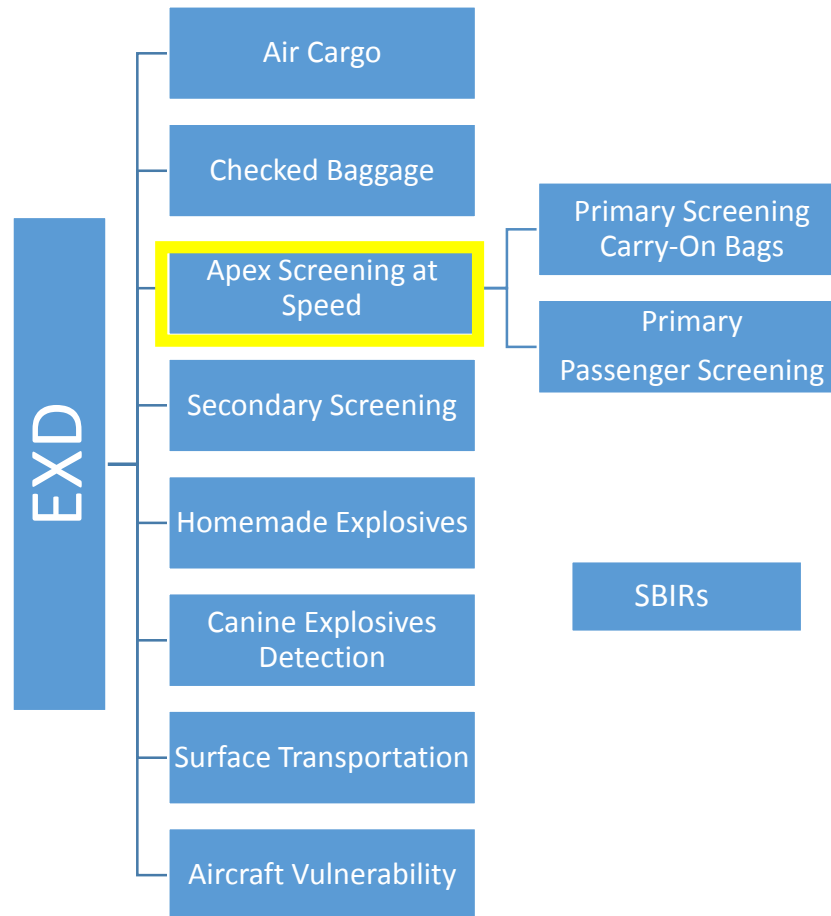 EXD
Air Cargo
Checked Baggage
Apex Screening at
Speed
Primary Screening
Carry-On Bags
Primary
Passenger Screening
Secondary Screening
Homemade Explosives
Canine Explosives
Detection
Surface Transportation
Aircraft Vulnerability
SBIRs